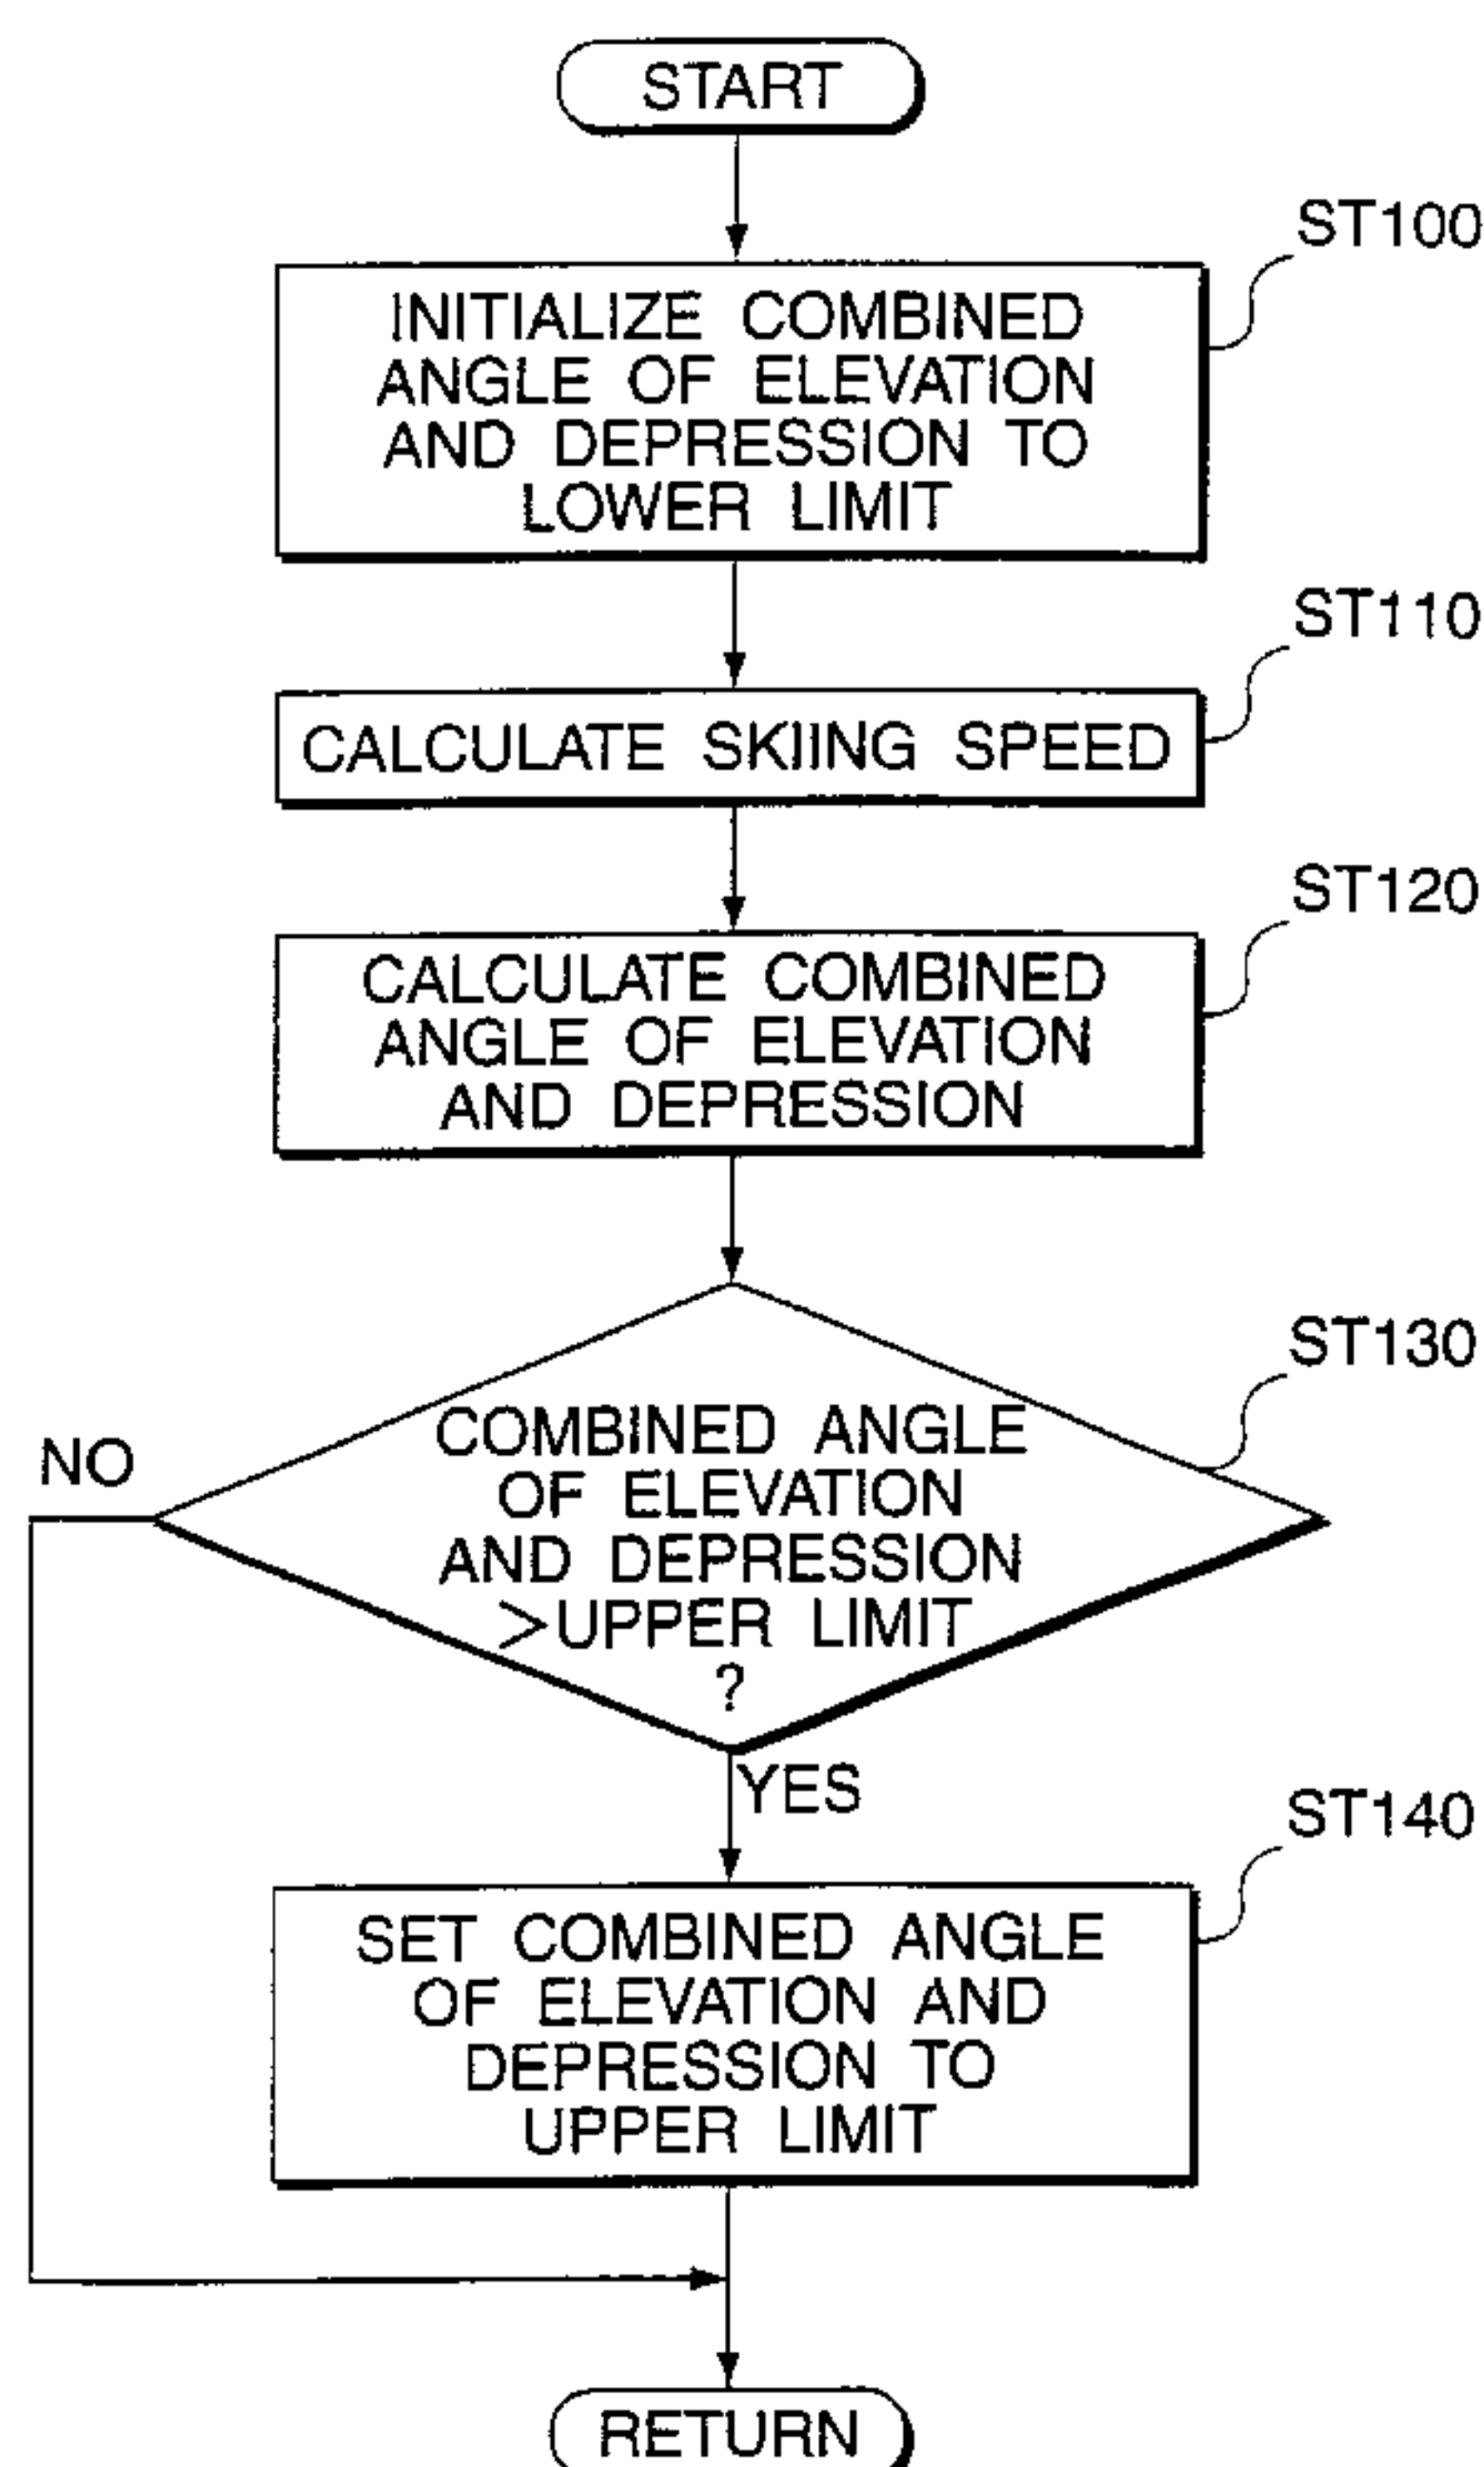 START
ST100
INITIALIZE COMBINED
ANGLE OF ELEVATION
AND DEPRESSION TO
LOWER LIMIT
ST110
CALCULATE SKIING SPEED
ST120
CALCULATE COMBINED
ANGLE OF ELEVATION
AND DEPRESSION
ST130
COMBINED ANGLE
OF ELEVATION
AND DEPRESSION
>UPPER LIMIT
?
NO
YES
ST140
SET COMBINED ANGLE
OF ELEVATION AND
DEPRESSION TO
UPPER LIMIT
RETURN